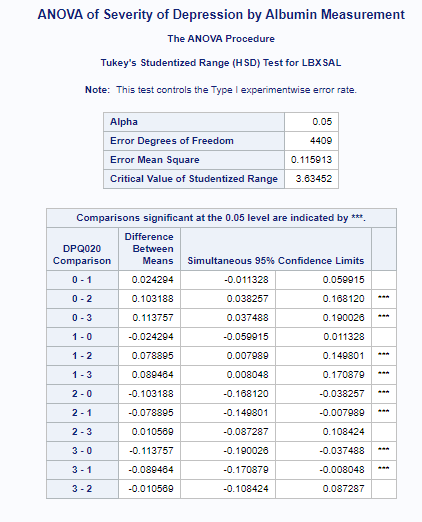 ANOVA of Severity of Depression by Albumin Measurement
The ANOVA Procedure
Tukey's Studentized Range (HSD) Test for LBXSAL
Note: This test controls the Type I experimentwise error rate.
Alpha 0.05
Error Degrees of Freedom 4409
Error Mean Square 0.115913
Critical Value of Studentized Range 3.63452
Comparisons significant at the 0.05 level are indicated by ***.
DPQ020 Comparison Difference Between Means Simultaneous 95% Confidence Limits
0 - 1 0.024294 -0.011328 0.059915
0 - 2 0.103188 0.038257 0.168120 ***
0 - 3 0.113757 0.037488 0.190026 ***
1 - 0 -0.024294 -0.059915 0.011328
1 - 2 0.078895 0.007989 0.149801 ***
1 - 3 0.089464 0.008048 0.170879 ***
2 - 0 -0.103188 -0.168120 -0.038257 ***
2 - 1 -0.078895 -0.149801 -0.007989 ***
2 - 3 0.010569 -0.087287 0.108424
3 - 0 -0.113757 -0.190026 -0.037488 ***
3 - 1 -0.089464 -0.170879 -0.008048 ***
3 - 2 -0.010569 -0.108424 0.087287